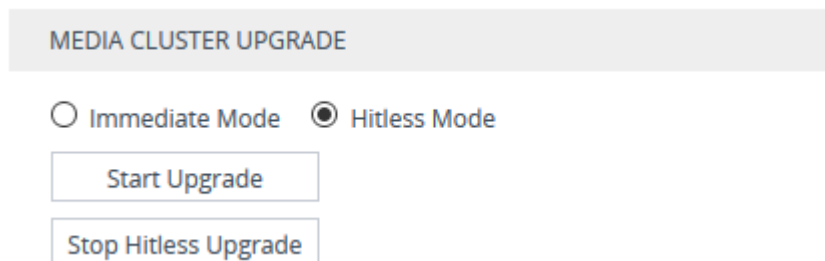 MEDIA CLUSTER UPGRADE
Immediate Mode Hitless Mode
Start Upgrade
Stop Hitless Upgrade